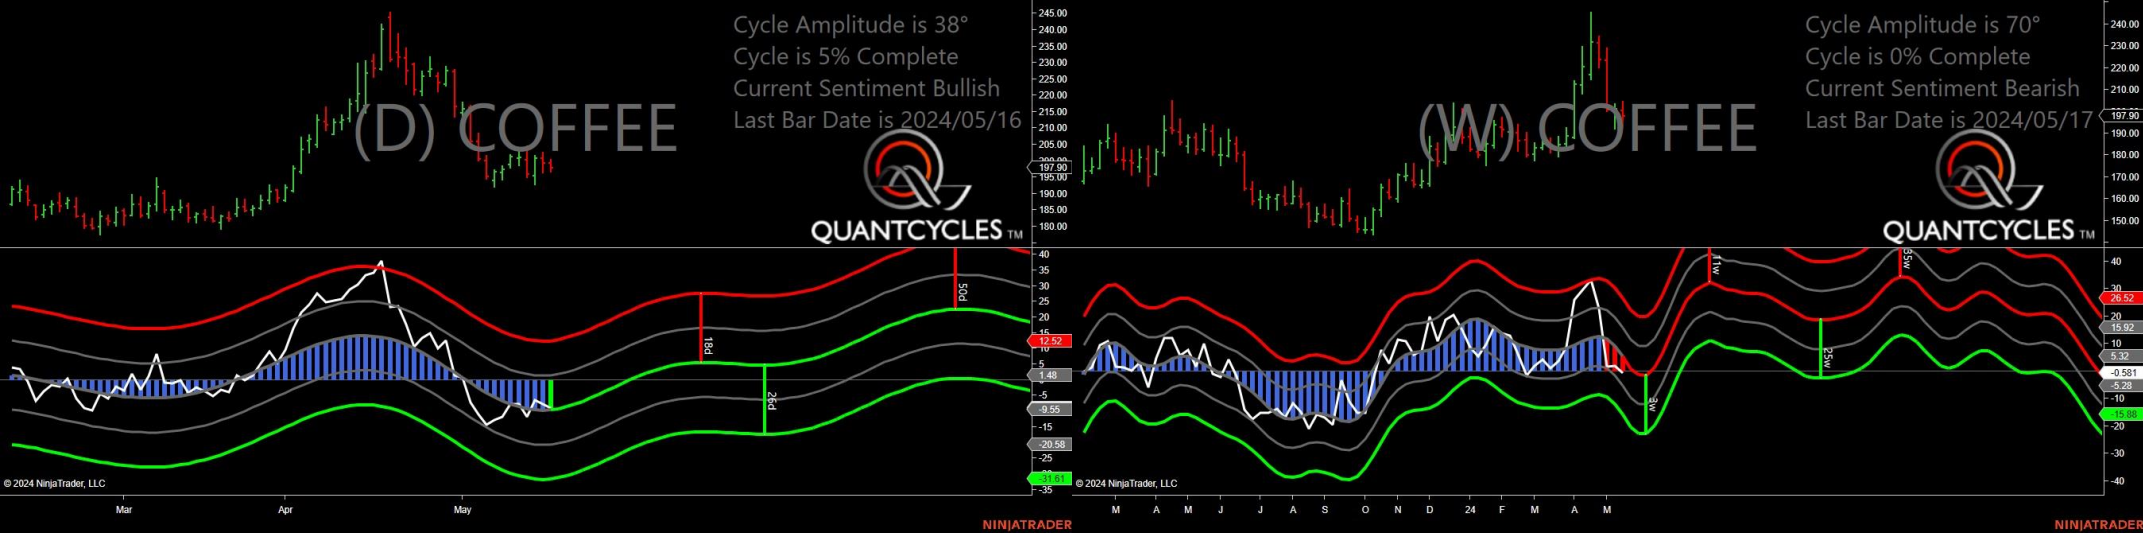 Cycle Amplitude is 38°
Cycle is 5% Complete
Current Sentiment Bullish
Last Bar Date is 2024/05/16
(D) COFFEE
QUANTCYCLES TM
245.00
240.00
235.00
230.00
225.00
220.00
215.00
210.00
205.00
197.90
195.00
190.00
185.00
180.00
40
35
30
25
20
15
12.52
10
5
1.48
-5
-9.55
-15
-20.58
-25
-31.61
-35
18d
26d
50d
© 2024 NinjaTrader, LLC
Mar
Apr
May
NINJATRADER
Cycle Amplitude is 70°
Cycle is 0% Complete
Current Sentiment Bearish
Last Bar Date is 2024/05/17
(W) COFFEE
QUANTCYCLES TM
240.00
230.00
220.00
210.00
197.90
190.00
180.00
170.00
160.00
150.00
40
30
26.52
20
15.92
10
5.32
-0.581
-5.28
-10
-15.88
-20
-30
-40
3w
11w
25w
35w
© 2024 NinjaTrader, LLC
M
A
M
J
J
A
S
O
N
D
24
F
M
A
M
NINJATRADER